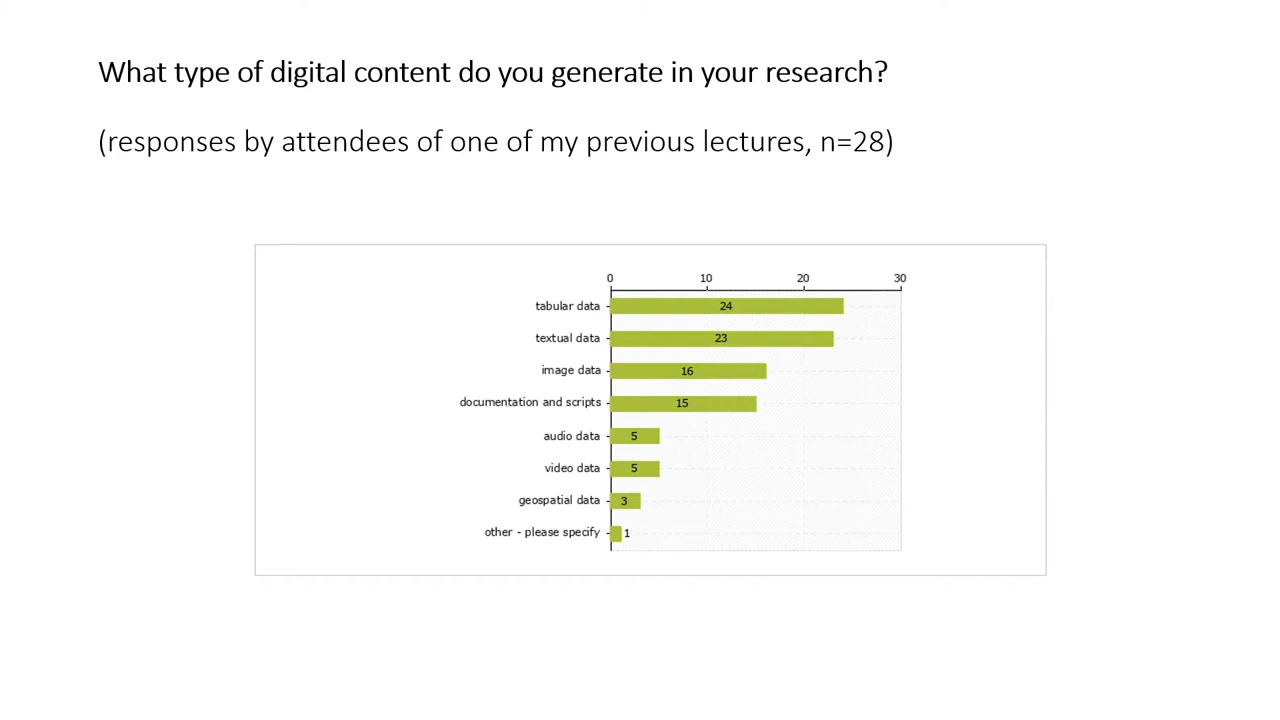 What type of digital content do you generate in your research?
(responses by attendees of one of my previous lectures, n=28)
0 10 20 30
tabular data 24
textual data 23
image data 16
documentation and scripts 15
audio data 5
video data 5
geospatial data 3
other - please specify 1